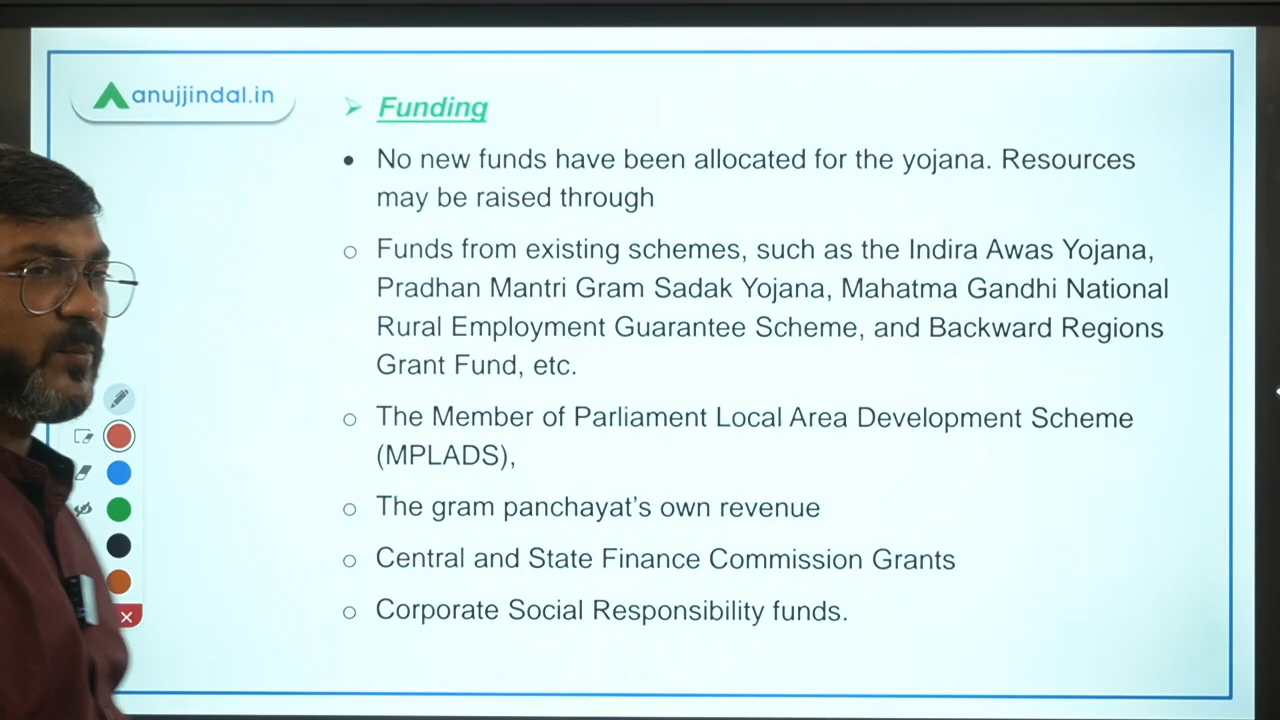 anujjindal.in
➢ Funding
• No new funds have been allocated for the yojana. Resources
may be raised through
o Funds from existing schemes, such as the Indira Awas Yojana,
Pradhan Mantri Gram Sadak Yojana, Mahatma Gandhi National
Rural Employment Guarantee Scheme, and Backward Regions
Grant Fund, etc.
o The Member of Parliament Local Area Development Scheme
(MPLADS),
o The gram panchayat’s own revenue
o Central and State Finance Commission Grants
o Corporate Social Responsibility funds.